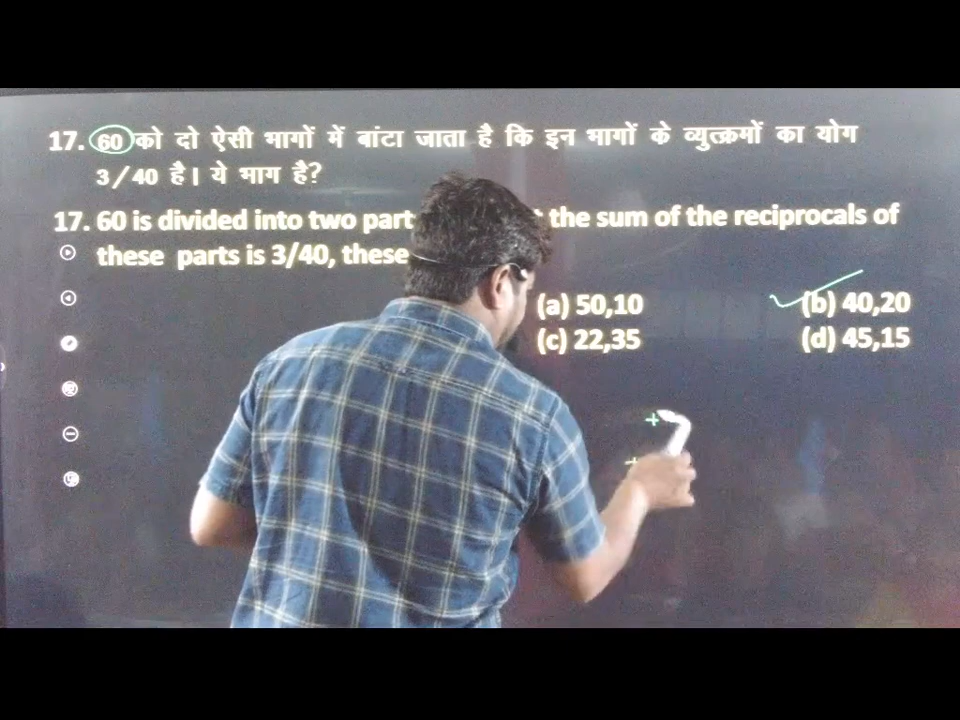 17. 60 को दो ऐसी भागों में बांटा जाता है कि इन भागों के व्युत्क्रमों का योग
3/40 है। ये भाग है?
17. 60 is divided into two part the sum of the reciprocals of
these parts is 3/40, these
(a) 50,10 (b) 40,20
(c) 22,35 (d) 45,15
+
+